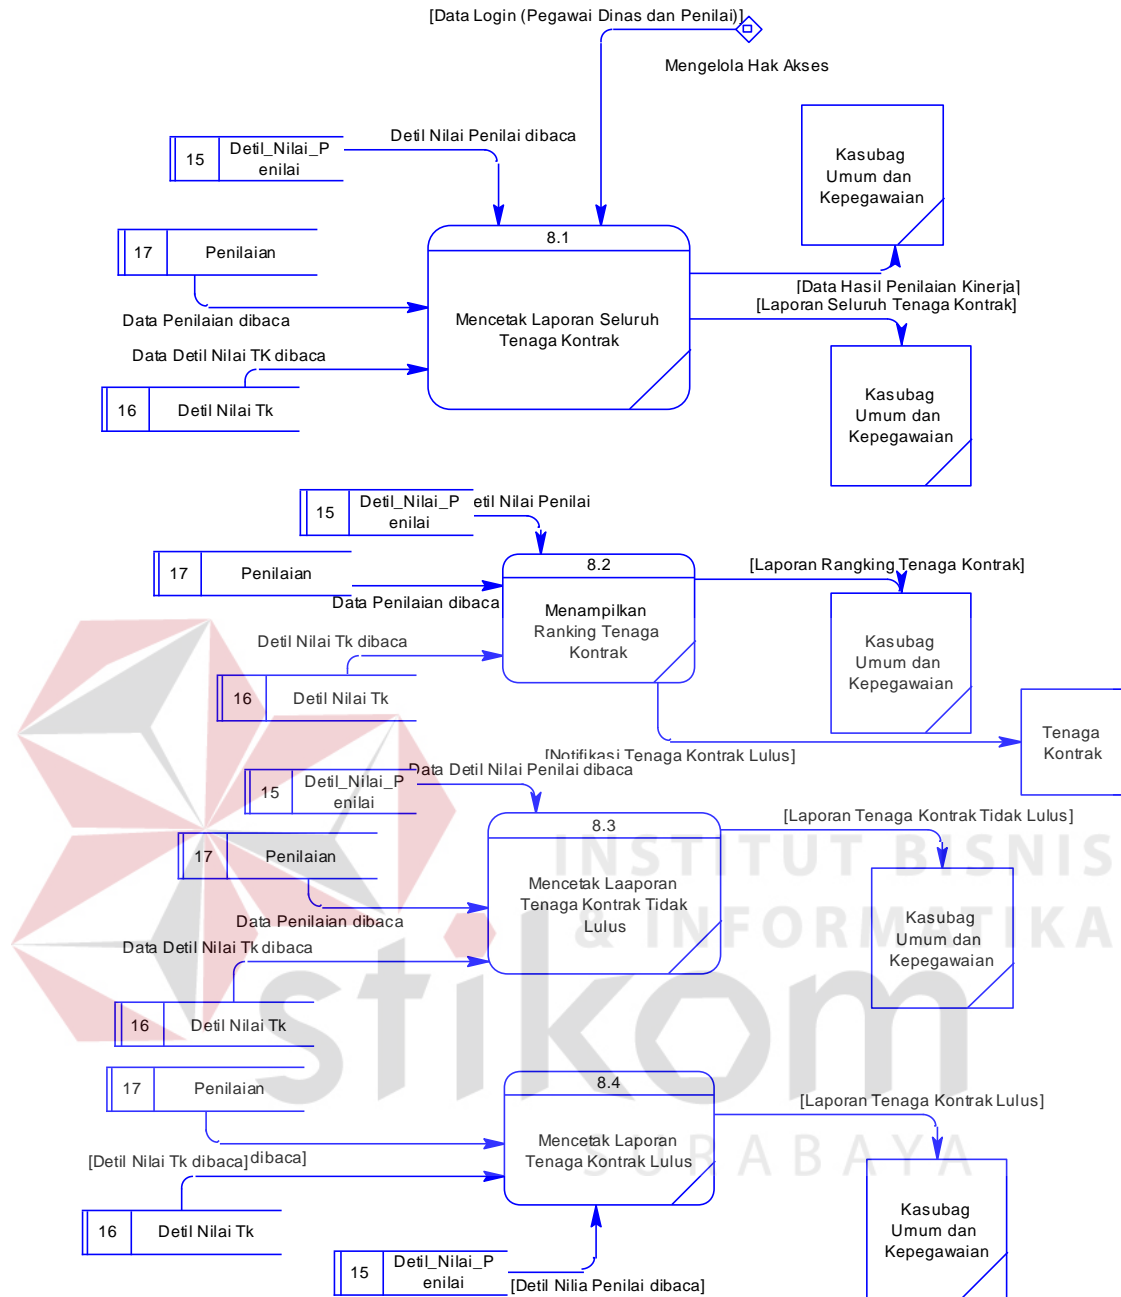 [Data Login (Pegawai Dinas dan Penilai)]
Mengelola Hak Akses
Detil Nilai Penilai dibaca
15
Detil_Nilai_P
enilai
Kasubag
Umum dan
Kepegawaian
17
Penilaian
8.1
Mencetak Laporan Seluruh
Tenaga Kontrak
[Data Hasil Penilaian Kinerja]
[Laporan Seluruh Tenaga Kontrak]
Data Penilaian dibaca
Data Detil Nilai TK dibaca
16
Detil Nilai Tk
Kasubag
Umum dan
Kepegawaian
15
Detil_Nilai_P
enilai
etil Nilai Penilai
17
Penilaian
8.2
Menampilkan
Ranking Tenaga
Kontrak
[Laporan Rangking Tenaga Kontrak]
Data Penilaian dibaca
Detil Nilai Tk dibaca
16
Detil Nilai Tk
Kasubag
Umum dan
Kepegawaian
Tenaga
Kontrak
[Notifikasi Tenaga Kontrak Lulus]
Data Detil Nilai Penilai dibaca
15
Detil_Nilai_P
enilai
8.3
Mencetak Laaporan
Tenaga Kontrak Tidak
Lulus
[Laporan Tenaga Kontrak Tidak Lulus]
17
Penilaian
Data Penilaian dibaca
Data Detil Nilai Tk dibaca
Kasubag
Umum dan
Kepegawaian
16
Detil Nilai Tk
INSTITUT BISNIS
& INFORMATIKA
stikom
SURABAYA
17
Penilaian
8.4
Mencetak Laporan
Tenaga Kontrak Lulus
[Laporan Tenaga Kontrak Lulus]
[Detil Nilai Tk dibaca]
dibaca]
16
Detil Nilai Tk
Kasubag
Umum dan
Kepegawaian
15
Detil_Nilai_P
enilai
[Detil Nilia Penilai dibaca]